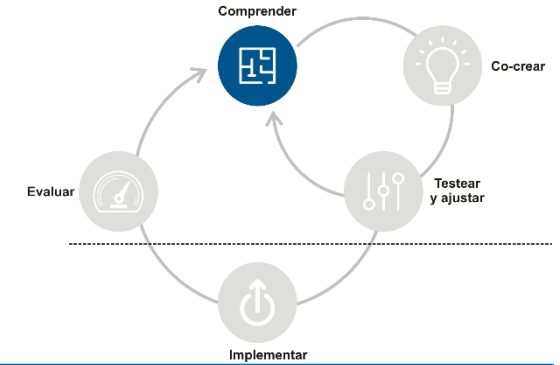 Comprender
Co-crear
Testear
y ajustar
Evaluar
Implementar